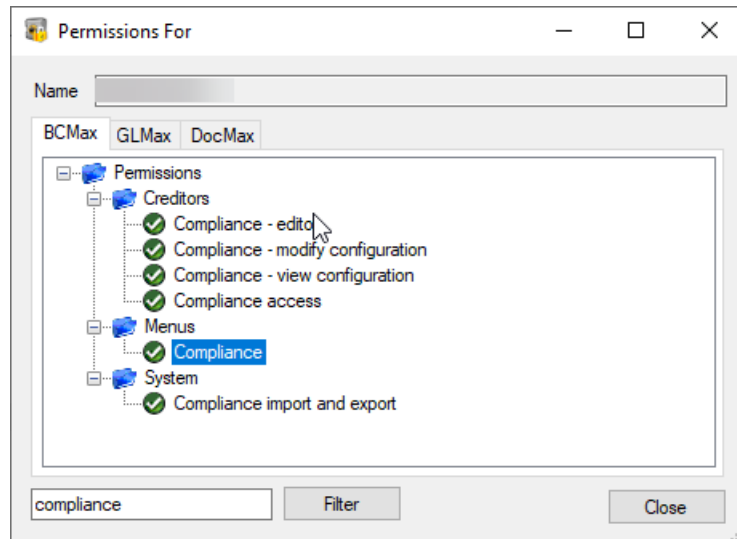 Permissions For
Name
BCMax GLMax DocMax
Permissions
Creditors
Compliance - editor
Compliance - modify configuration
Compliance - view configuration
Compliance access
Menus
Compliance
System
Compliance import and export
compliance Filter Close